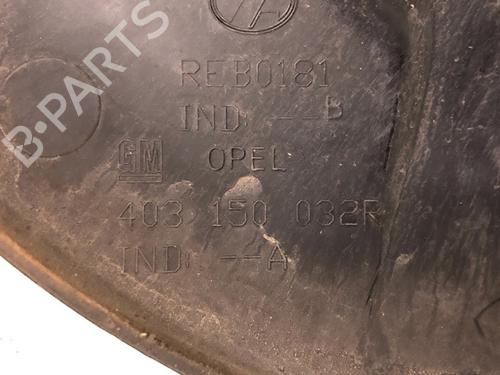 B-PARTS
REB0181
IND: --B
GM OPEL
403 150 032R
IND: --A